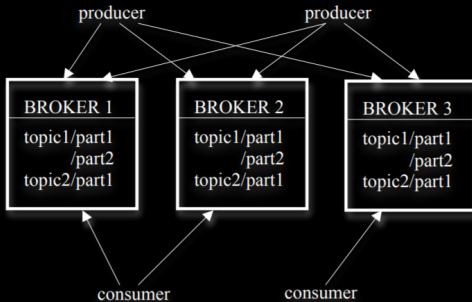 producer
producer
BROKER 1
topic1/part1
/part2
topic2/part1
BROKER 2
topic1/part1
/part2
topic2/part1
BROKER 3
topic1/part1
/part2
topic2/part1
consumer
consumer